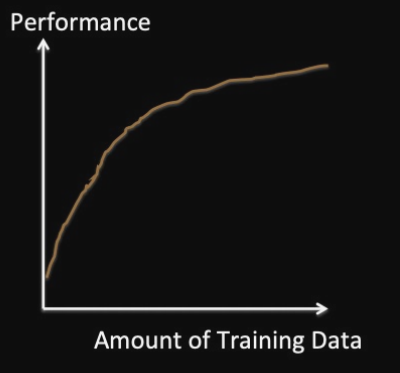 Performance
Amount of Training Data